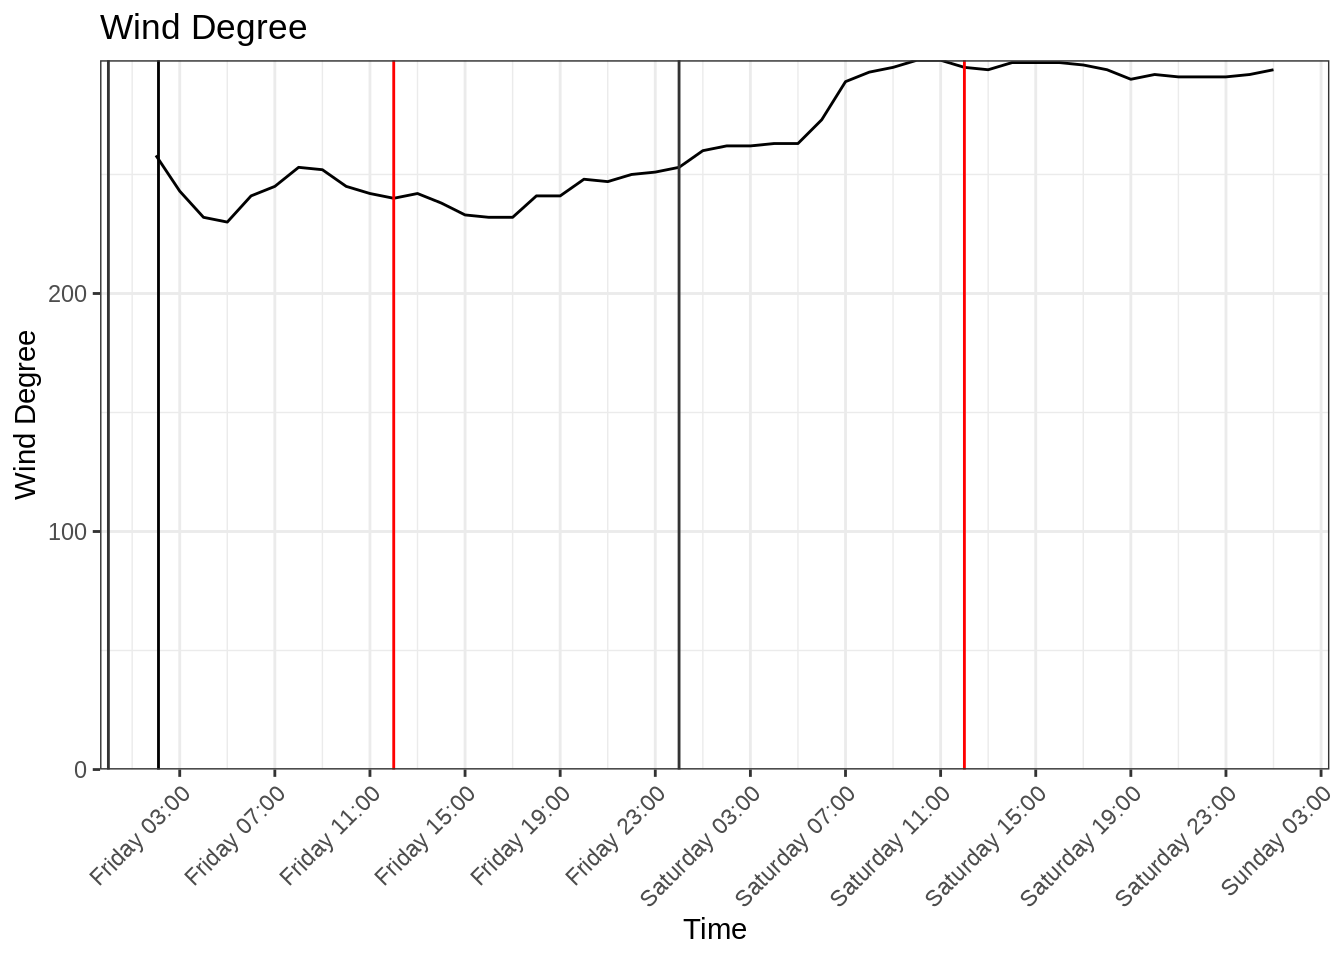 Wind Degree
Wind Degree
200
100
0
Friday 03:00
Friday 07:00
Friday 11:00
Friday 15:00
Friday 19:00
Friday 23:00
Saturday 03:00
Saturday 07:00
Saturday 11:00
Saturday 15:00
Saturday 19:00
Saturday 23:00
Sunday 03:00
Time